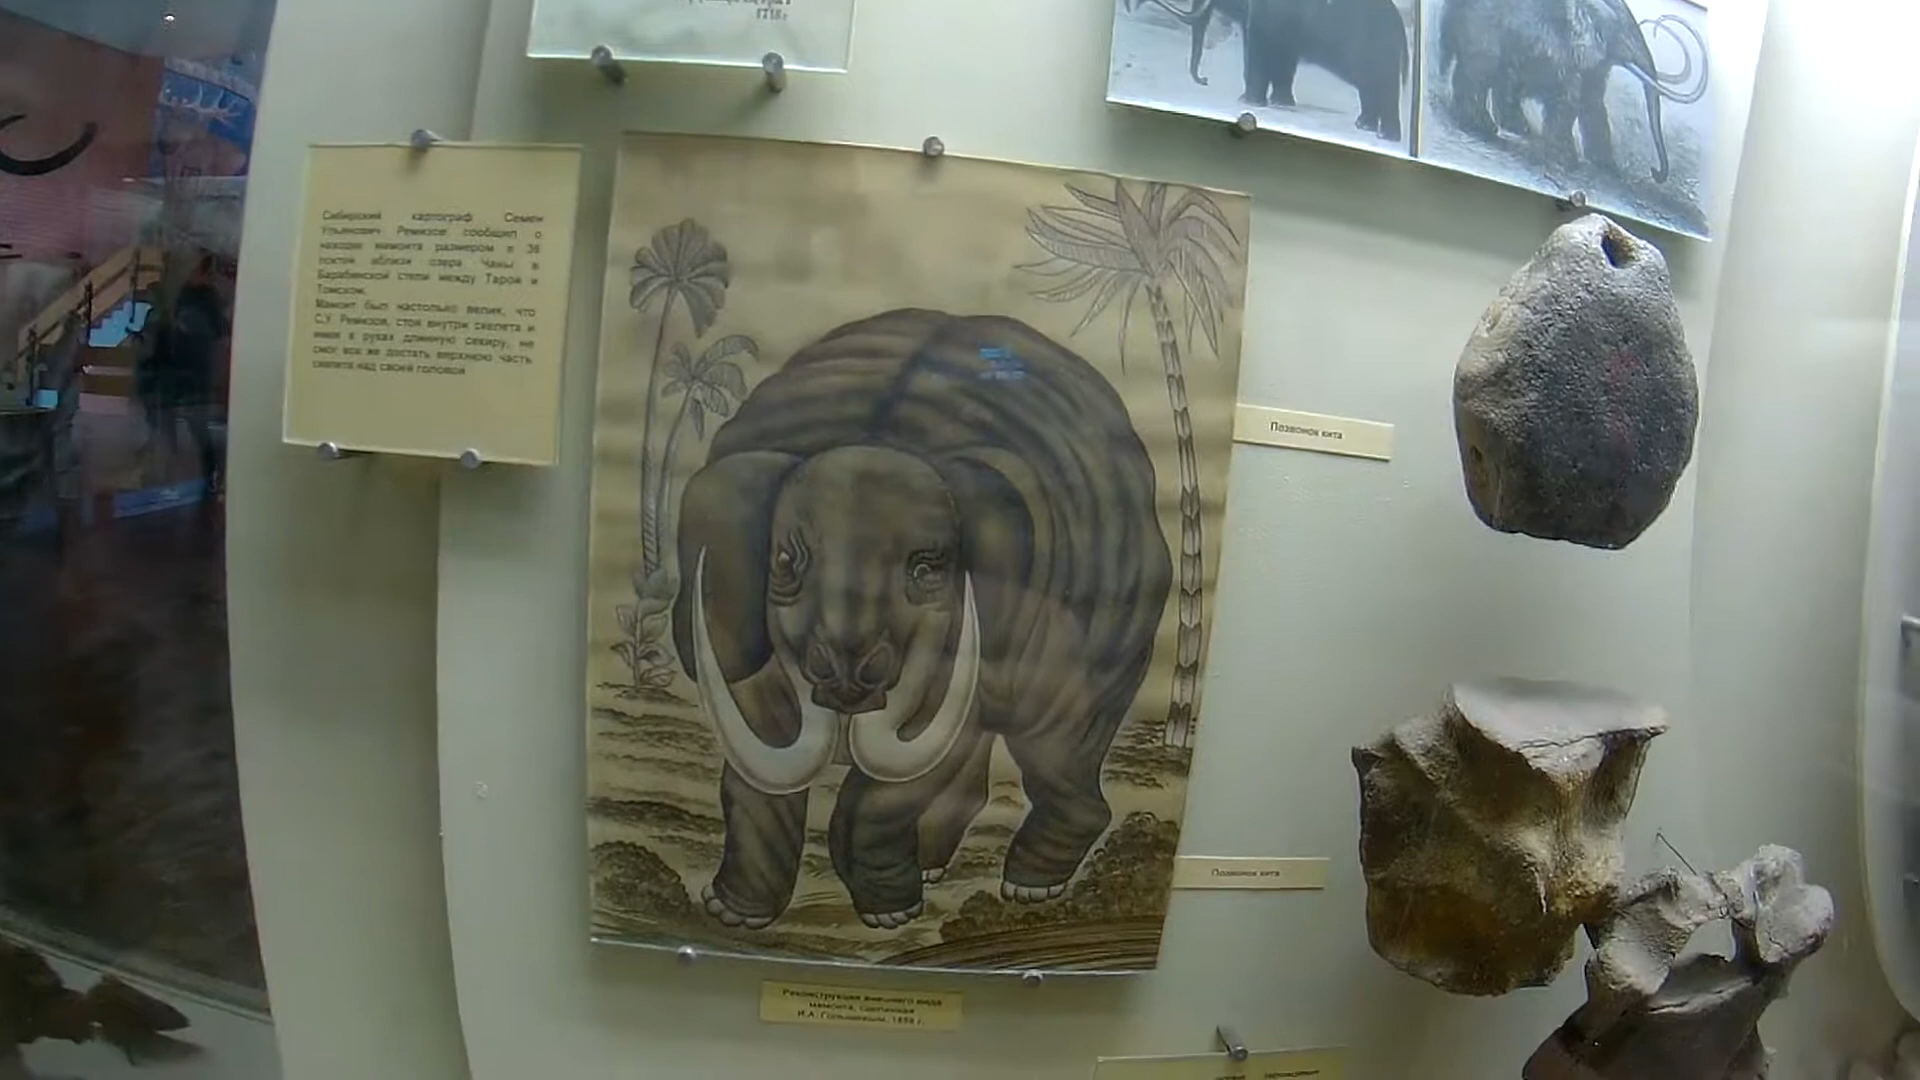 1718 г.
Сибирский картограф Семен
Ульянович Ремизов сообщил о
находке мамонта размером в 36
локтей вблизи озера Чаны в
Барабинской степи между Тарой и
Томском.
Мамонт был настолько велик, что
С.У. Ремизов, стоя внутри скелета и
имея в руках длинную секиру, не
смог все же достать верхнюю часть
скелета над своей головой
Позвонок кита
Позвонок кита
Реконструкция внешнего вида
мамонта, сделанная